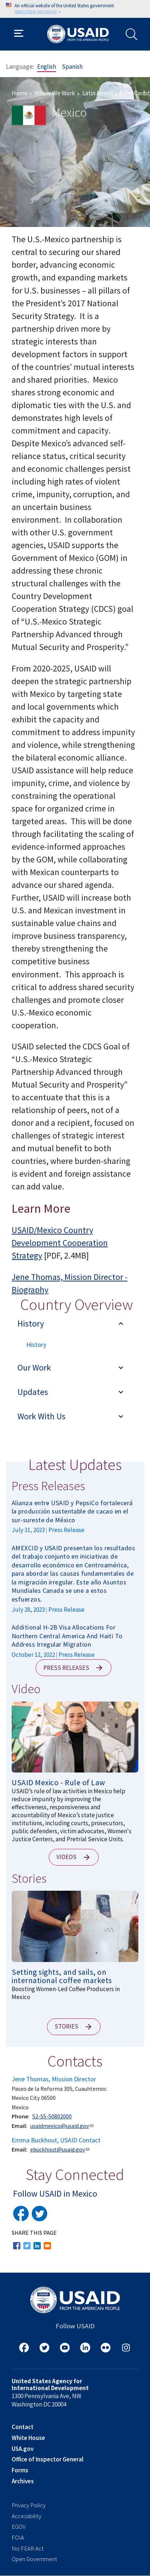 An official website of the United States government
Here's how you know
USAID
FROM THE AMERICAN PEOPLE
Language: English Spanish
Home › Where We Work › Latin America & the Caribb
Mexico
The U.S.-Mexico partnership is
central to securing our shared
border, economic growth and
prosperity, and global markets
for U.S. businesses – all pillars of
the President's 2017 National
Security Strategy. It is a
partnership driven more by
strategic interests than
development factors in support
of the countries' mutual interests
and shared priorities. Mexico
shares strong economic and
diplomatic ties with the U.S. and
demonstrates high levels of
commitment and capacity.
Despite Mexico's advanced self-
reliance status, critical security
and economic challenges persist
including high rates of violent
crime, impunity, corruption, and
an uncertain business
environment. In collaboration
with other U.S. government
agencies, USAID supports the
Government of Mexico (GOM) in
addressing these chronic
structural challenges with the
Country Development
Cooperation Strategy (CDCS) goal
of “U.S.-Mexico Strategic
Partnership Advanced through
Mutual Security and Prosperity.”
From 2020-2025, USAID will
deepen the strategic partnership
with Mexico by targeting state
and local governments which
exhibit the commitment,
capacity, and the potential to
make systemic change, while
strengthening the enabling
environment for national impact.
USAID assistance will help reduce
impunity, crime, and violence by
constraining the operational
space for organized crime in
targeted areas. This will be done
through facilitating the scaling of
evidence-based and performance
improvement approaches led by
the GOM, while collaborating
with Mexican counterparts to
advance our shared agenda.
Further, USAID will increase both
U.S. and Mexican investment in
sustainable value chains and
improve business transparency,
thereby, strengthening the
competitive business
environment. This approach is
critical to address shared security
challenges and promote closer
U.S.-Mexico economic
cooperation.
USAID selected the CDCS Goal of
“U.S.-Mexico Strategic
Partnership Advanced through
Mutual Security and Prosperity”
to accentuate that this is a
relationship of peers, not of a
donor and a recipient, focused on
addressing challenges of strategic
interest and mutual benefit to
both countries, where burden-sharing
is evident and foreign assistance
can add value.
Learn More
USAID/Mexico Country
Development Cooperation
Strategy [PDF, 2.4MB]
Jene Thomas, Mission Director -
Biography
Country Overview
History
History
Our Work
Updates
Work With Us
Latest Updates
Press Releases
Alianza entre USAID y PepsiCo fortalecerá
la producción sustentable de cacao en el
sur-sureste de México
July 31, 2023 | Press Release
AMEXCID y USAID presentan los resultados
del trabajo conjunto en iniciativas de
desarrollo económico en Centroamérica,
para abordar las causas fundamentales de
la migración irregular. Este año Asuntos
Mundiales Canada se une a estos
esfuerzos.
July 28, 2023 | Press Release
Additional H-2B Visa Allocations For
Northern Central America And Haiti To
Address Irregular Migration
October 12, 2022 | Press Release
PRESS RELEASES
Video
USAID Mexico - Rule of Law
USAID's rule of law activities in Mexico help
reduce impunity by improving the
effectiveness, responsiveness and
accountability of Mexico's state justice
institutions, including courts, prosecutors,
public defenders, victim advocates, Women's
Justice Centers, and Pretrial Service Units.
VIDEOS
Stories
Setting sights, and sails, on
international coffee markets
Boosting Women-Led Coffee Producers in
Mexico
STORIES
Contacts
Jene Thomas, Mission Director
Paseo de la Reforma 305, Cuauhtemoc
Mexico City 06500
Mexico
Phone: 52-55-50802000
Email: usaidmexico@usaid.gov
Emma Buckhout, USAID Contact
Email: ebuckhout@usaid.gov
Stay Connected
Follow USAID in Mexico
SHARE THIS PAGE
USAID
FROM THE AMERICAN PEOPLE
Follow USAID
United States Agency for
International Development
1300 Pennsylvania Ave, NW
Washington DC 20004
Contact
White House
USA.gov
Office of Inspector General
Forms
Archives
Privacy Policy
Accessibility
EGOV
FOIA
No FEAR Act
Open Government